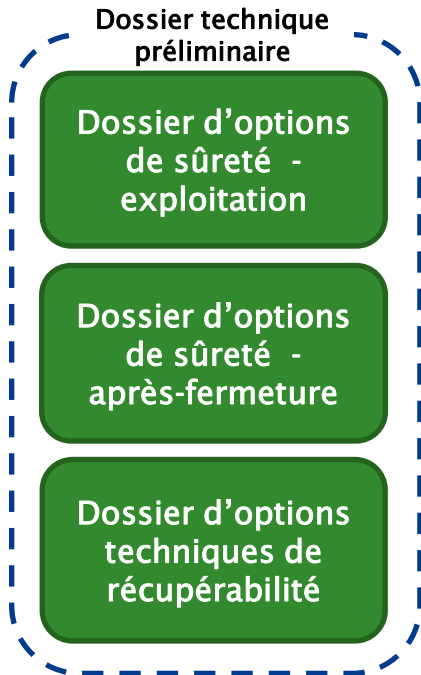 Dossier technique
préliminaire
Dossier d’options
de sûreté -
exploitation
Dossier d’options
de sûreté -
après-fermeture
Dossier d’options
techniques de
récupérabilité